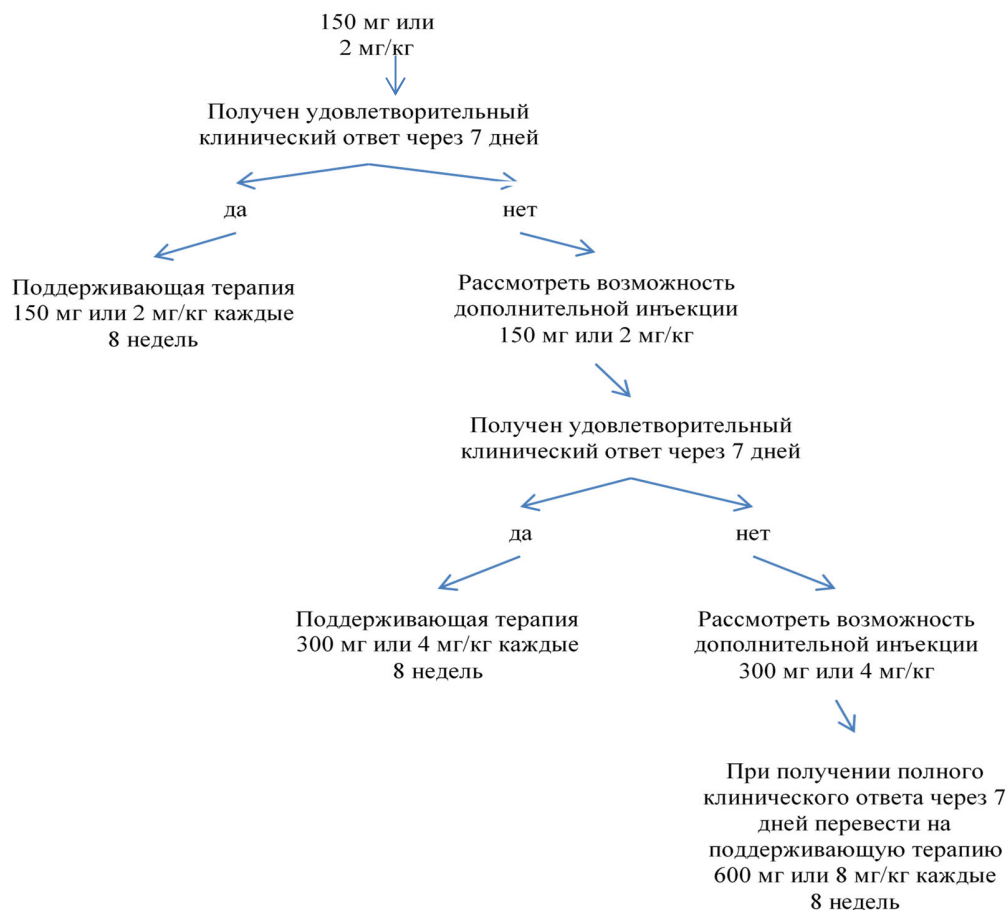 150 мг или
2 мг/кг
Получен удовлетворительный
клинический ответ через 7 дней
да
нет
Поддерживающая терапия
150 мг или 2 мг/кг каждые
8 недель
Рассмотреть возможность
дополнительной инъекции
150 мг или 2 мг/кг
Получен удовлетворительный
клинический ответ через 7 дней
да
нет
Поддерживающая терапия
300 мг или 4 мг/кг каждые
8 недель
Рассмотреть возможность
дополнительной инъекции
300 мг или 4 мг/кг
При получении полного
клинического ответа через 7
дней перевести на
поддерживающую терапию
600 мг или 8 мг/кг каждые
8 недель